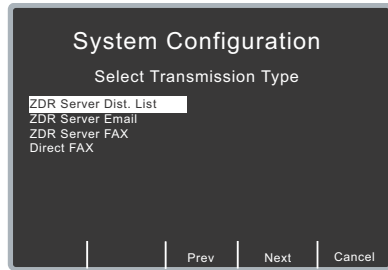 System Configuration
Select Transmission Type
ZDR Server Dist. List
ZDR Server Email
ZDR Server FAX
Direct FAX
Prev Next Cancel